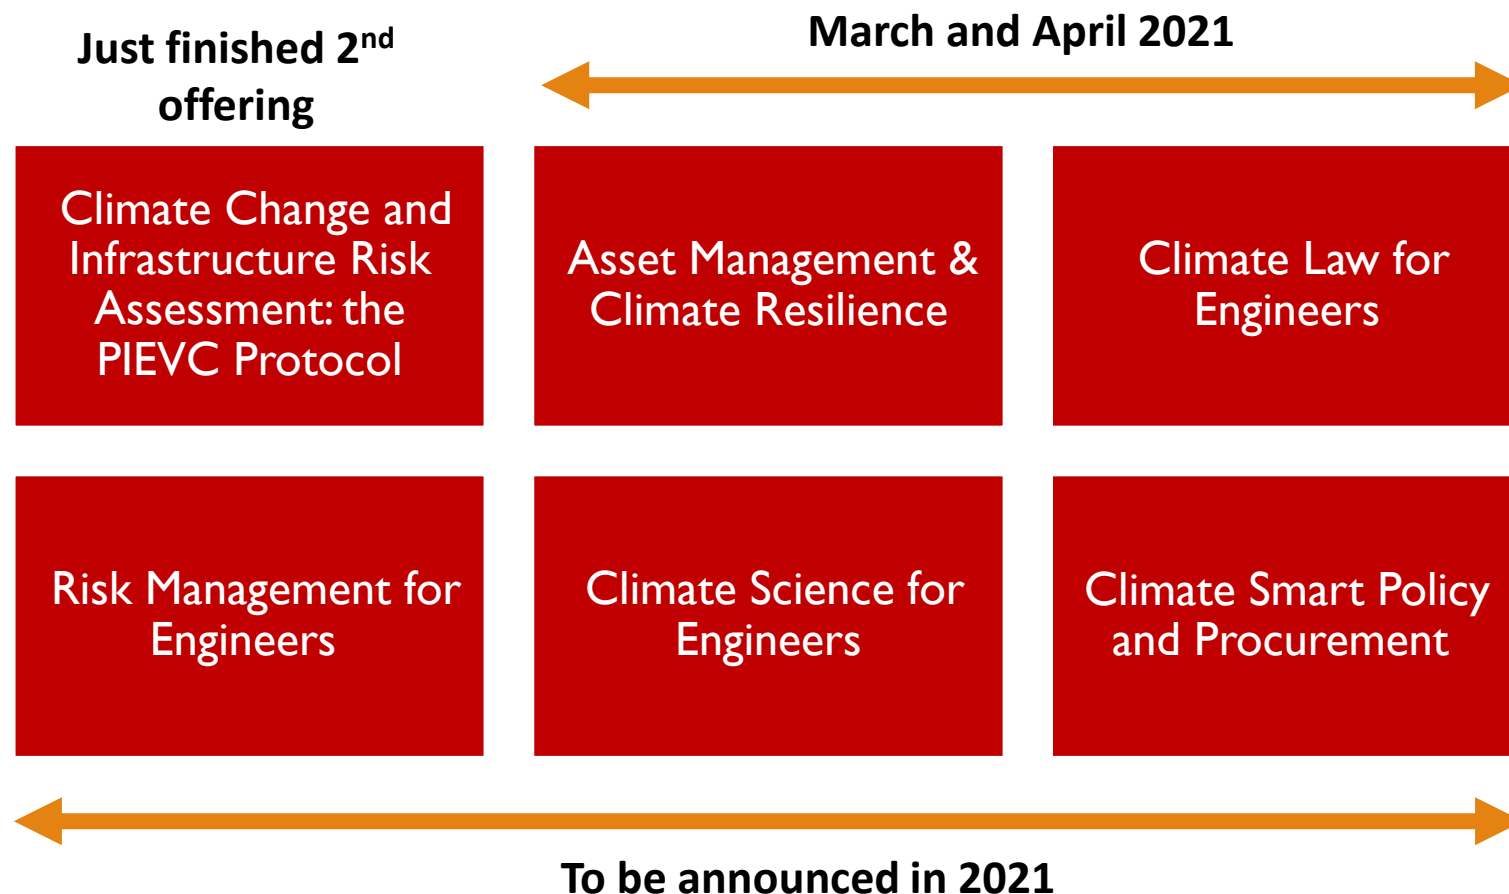 Just finished 2nd
offering
March and April 2021
Climate Change and
Infrastructure Risk
Assessment: the
PIEVC Protocol
Asset Management &
Climate Resilience
Climate Law for
Engineers
Risk Management for
Engineers
Climate Science for
Engineers
Climate Smart Policy
and Procurement
To be announced in 2021